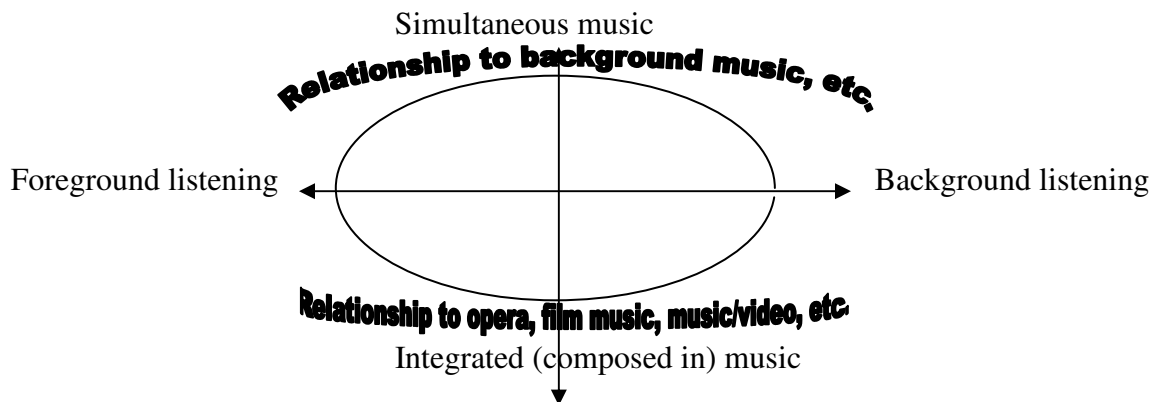 Simultaneous music
Relationship to background music, etc.
Foreground listening
Background listening
Relationship to opera, film music, music/video, etc.
Integrated (composed in) music